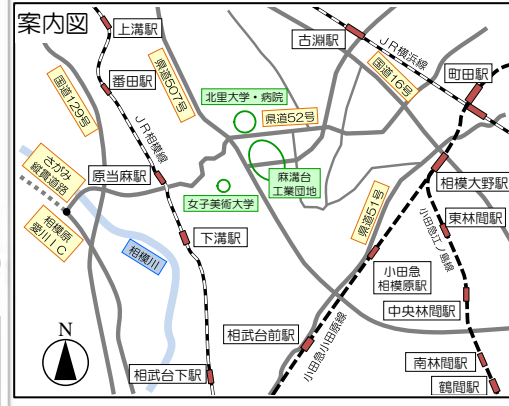 案内図
上溝駅
古淵駅
JR横浜線
県道507号
国道16号
町田駅
番田駅
国道129号
北里大学・病院
県道52号
JR相模線
さがみ
縦貫道路
原当麻駅
麻溝台
工業団地
相模大野駅
女子美術大学
県道51号
東林間駅
小田急江ノ島線
相模原
愛川IC
相模川
下溝駅
小田急
相模原駅
中央林間駅
N
相武台前駅
小田急小田原線
相武台下駅
南林間駅
鶴間駅